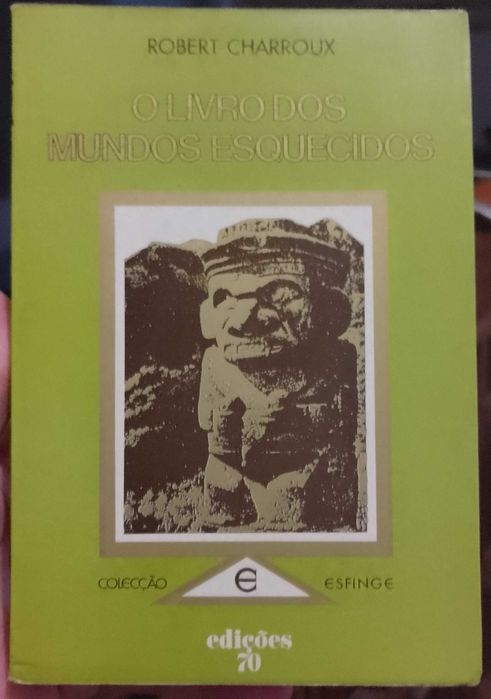 ROBERT CHARROUX
O LIVRO DOS
MUNDOS ESQUECIDOS
COLECÇÃO E ESFINGE
edições
70